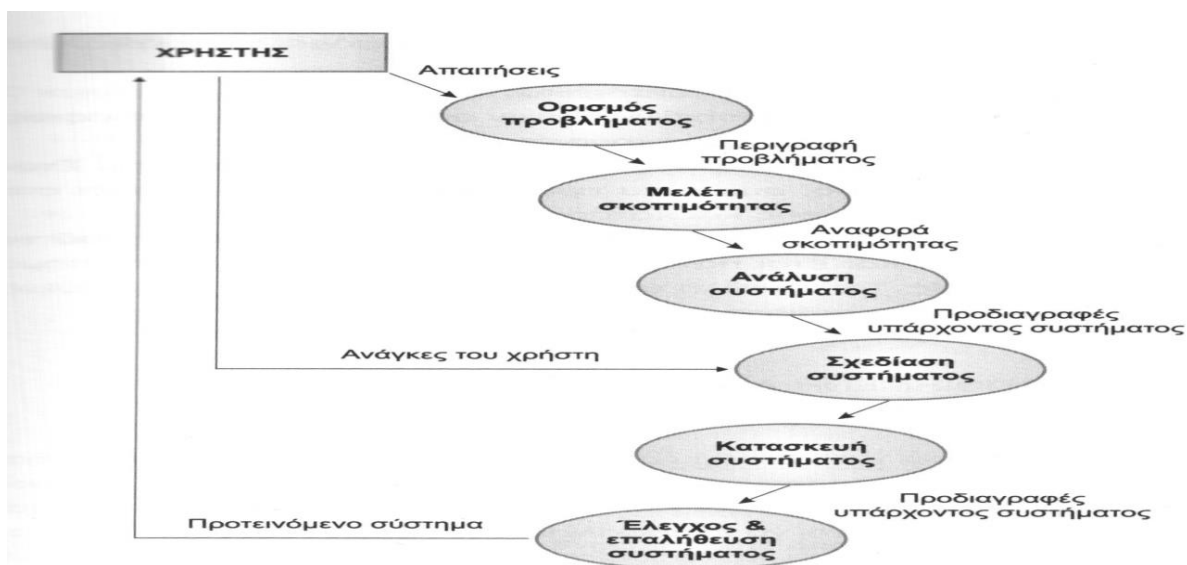 ΧΡΗΣΤΗΣ
Απαιτήσεις
Ορισμός
προβλήματος
Περιγραφή
προβλήματος
Μελέτη
σκοπιμότητας
Αναφορά
σκοπιμότητας
Ανάλυση
συστήματος
Προδιαγραφές
υπάρχοντος συστήματος
Ανάγκες του χρήστη
Σχεδίαση
συστήματος
Κατασκευή
συστήματος
Προδιαγραφές
υπάρχοντος συστήματος
Προτεινόμενο σύστημα
Έλεγχος &
επαλήθευση
συστήματος